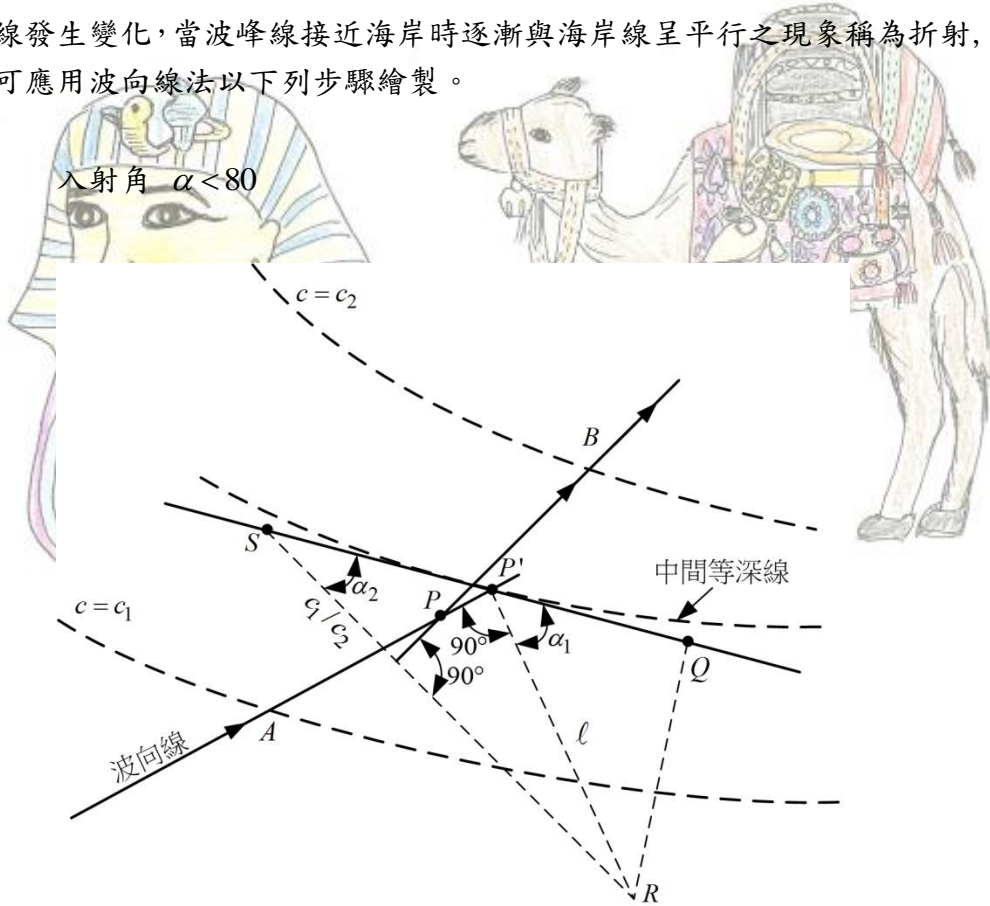 線發生變化，當波峰線接近海岸時逐漸與海岸線呈平行之現象稱為折射，
可應用波向線法以下列步驟繪製。
入射角 α<80
c = c₂
B
S
α₂
P'
中間等深線
P
c₁/c₂
c = c₁
90°
α₁
90°
Q
A
ℓ
波向線
R